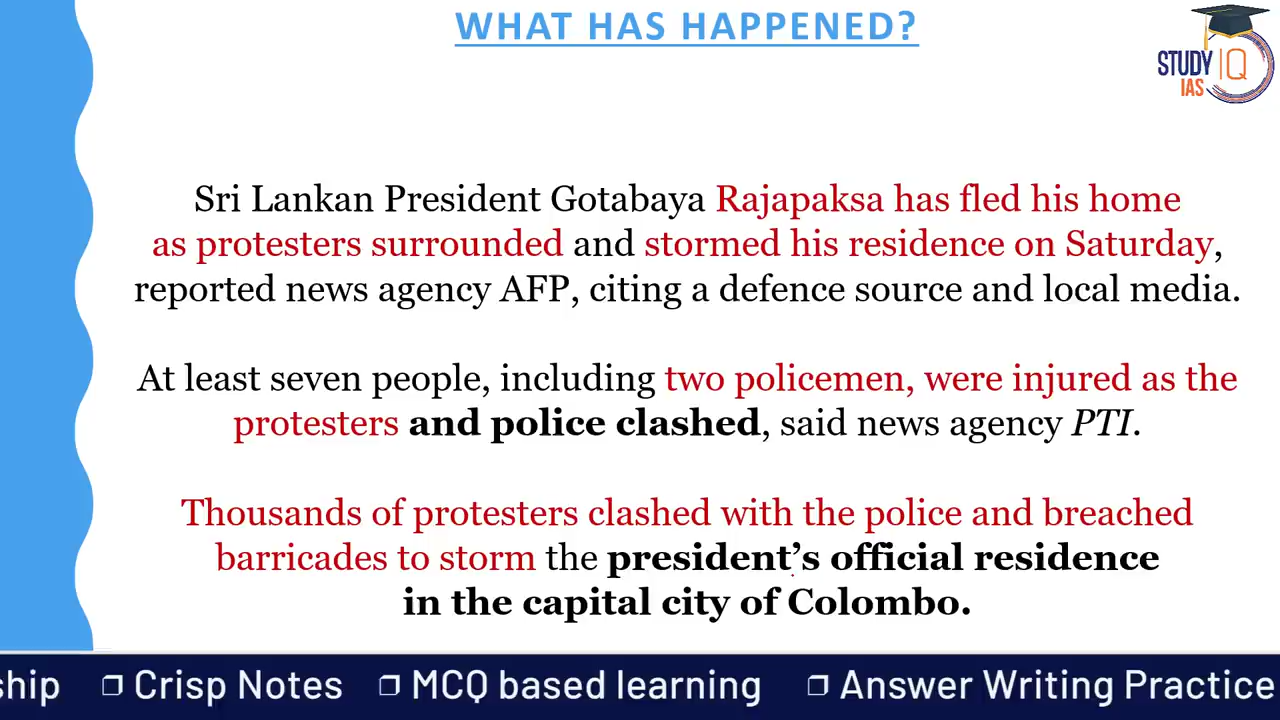 WHAT HAS HAPPENED?
STUDY IQ
IAS
Sri Lankan President Gotabaya Rajapaksa has fled his home
as protesters surrounded and stormed his residence on Saturday,
reported news agency AFP, citing a defence source and local media.
At least seven people, including two policemen, were injured as the
protesters and police clashed, said news agency PTI.
Thousands of protesters clashed with the police and breached
barricades to storm the president’s official residence
in the capital city of Colombo.
ship ❐ Crisp Notes ❐ MCQ based learning ❐ Answer Writing Practice